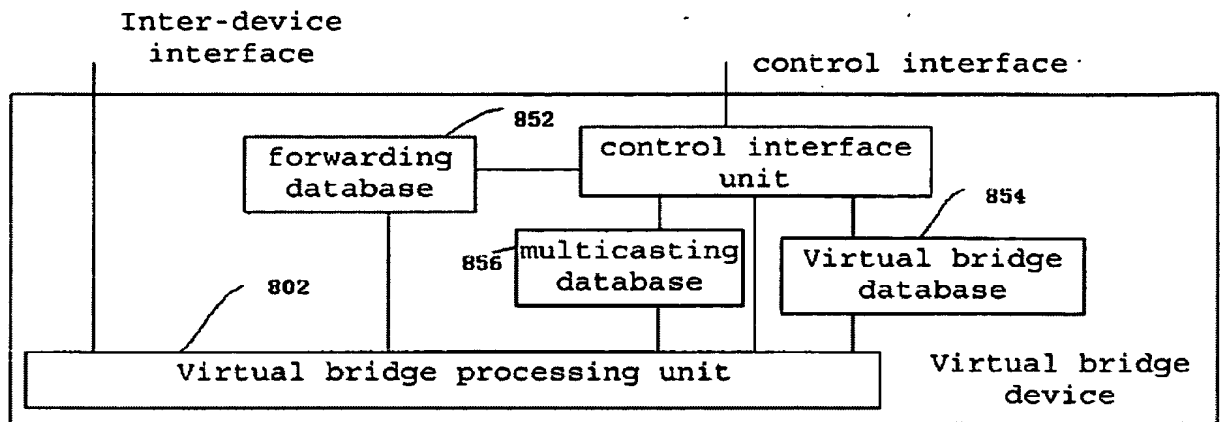 Inter-device
interface
control interface
852
forwarding
database
control interface
unit
854
856
multicasting
database
Virtual bridge
database
802
Virtual bridge processing unit
Virtual bridge
device